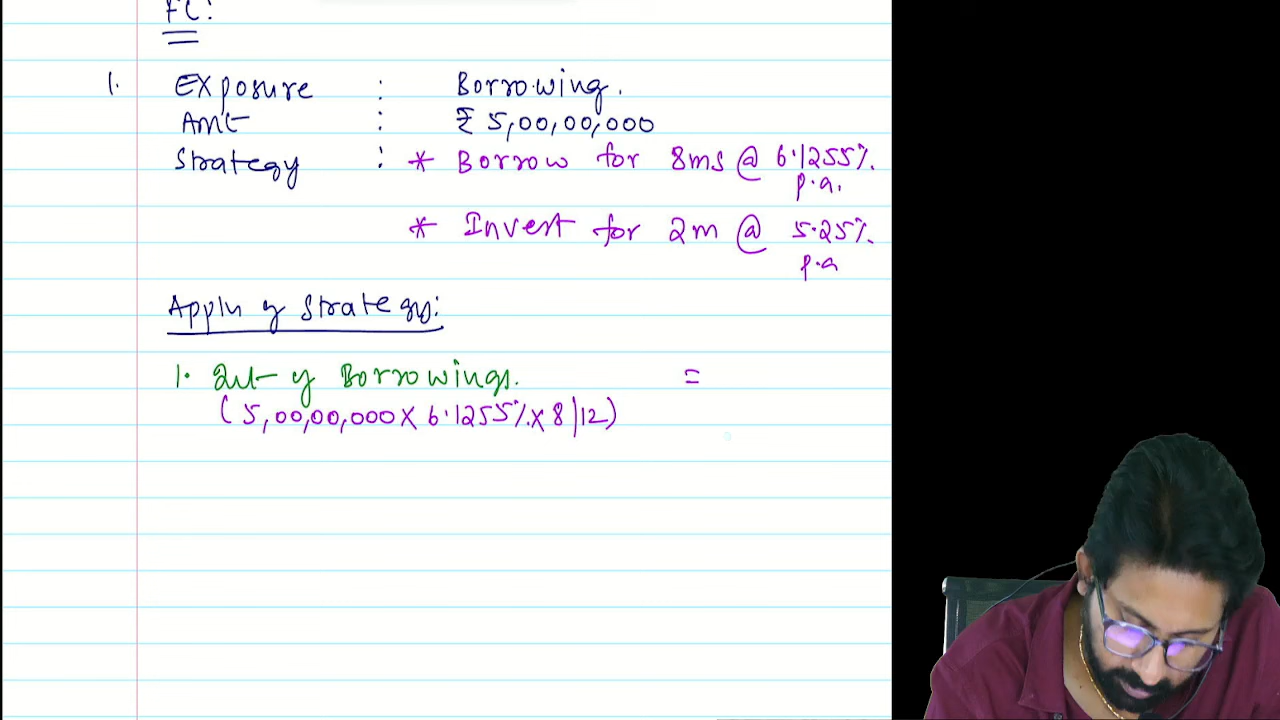 FC:
1. Exposure : Borrowing.
Amt : ₹ 5,00,00,000
Strategy : * Borrow for 8ms @ 6.1255%
p.a.
* Invest for 2m @ 5.25%.
p.a
Appln of Strategy:
1. Int of Borrowings. =
(5,00,00,000 X 6.1255% X 8/12)